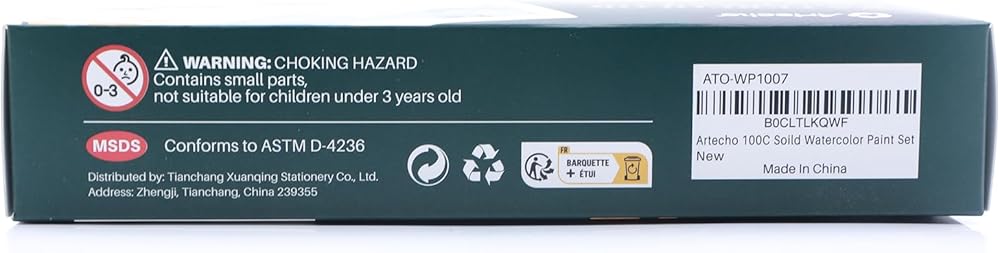 Artecho
WARNING: CHOKING HAZARD
Contains small parts,
not suitable for children under 3 years old
0-3
MSDS
Conforms to ASTM D-4236
Distributed by: Tianchang Xuanqing Stationery Co., Ltd.
Address: Zhengji, Tianchang, China 239355
FR
BARQUETTE
+ ÉTUI
ATO-WP1007
B0CLTLKQWF
Artecho 100C Soild Watercolor Paint Set
New
Made In China